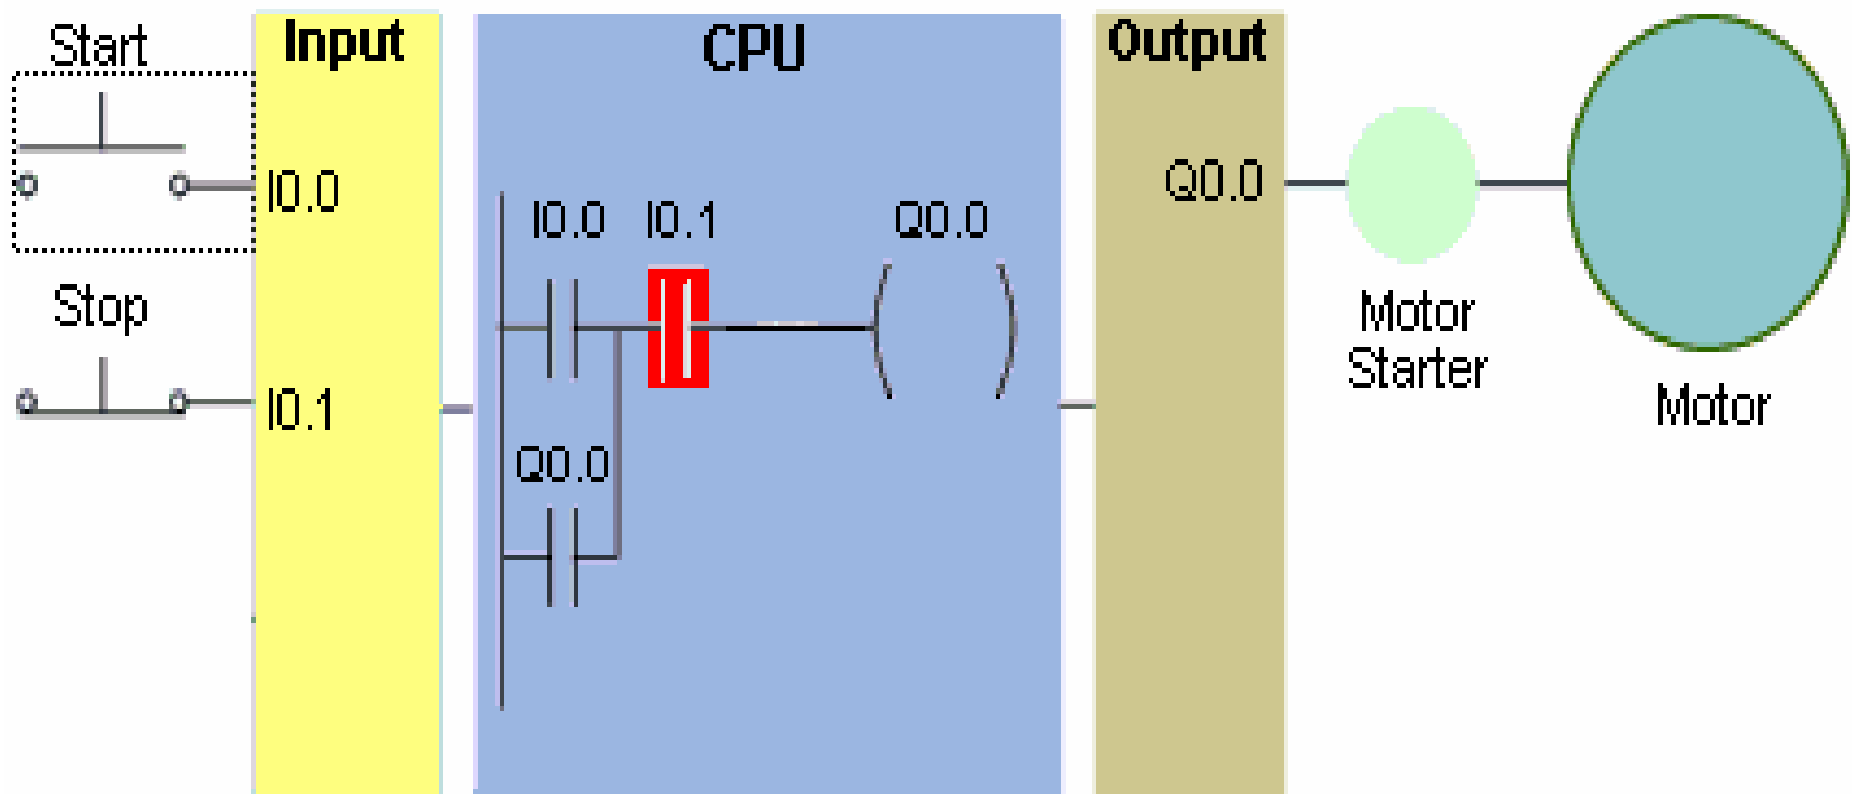 Start
Input
CPU
Output
I0.0
Q0.0
I0.0
I0.1
Q0.0
Stop
Motor
Starter
I0.1
Motor
Q0.0